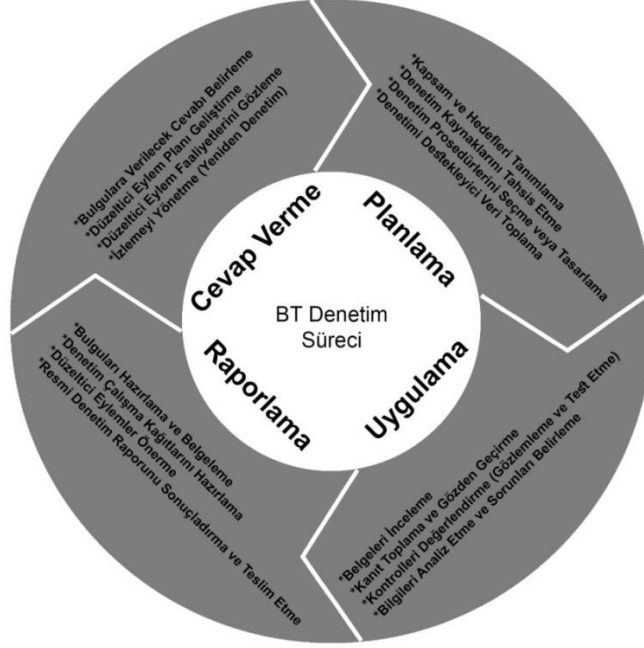 BT Denetim
Süreci
Planlama
*Kapsam ve Hedefleri Tanımlama
*Denetim Kaynaklarını Tahsis Etme
*Denetim Prosedürlerini Seçme veya Tasarlama
*Denetimi Destekleyici Veri Toplama
Uygulama
*Belgeleri İnceleme
*Kanıt Toplama ve Gözden Geçirme
*Kontrolleri Değerlendirme (Gözlemleme ve Test Etme)
*Bilgileri Analiz Etme ve Sorunları Belirleme
Raporlama
*Bulguları Hazırlama ve Belgeleme
*Denetim Çalışma Kağıtlarını Hazırlama
*Düzeltici Eylemler Önerme
*Resmi Denetim Raporunu Sonuçladırma ve Teslim Etme
Cevap Verme
*Bulgulara Verilecek Cevabı Belirleme
*Düzeltici Eylem Planı Geliştirme
*Düzeltici Eylem Faaliyetlerini Gözleme
*İzlemeyi Yönetme (Yeniden Denetim)